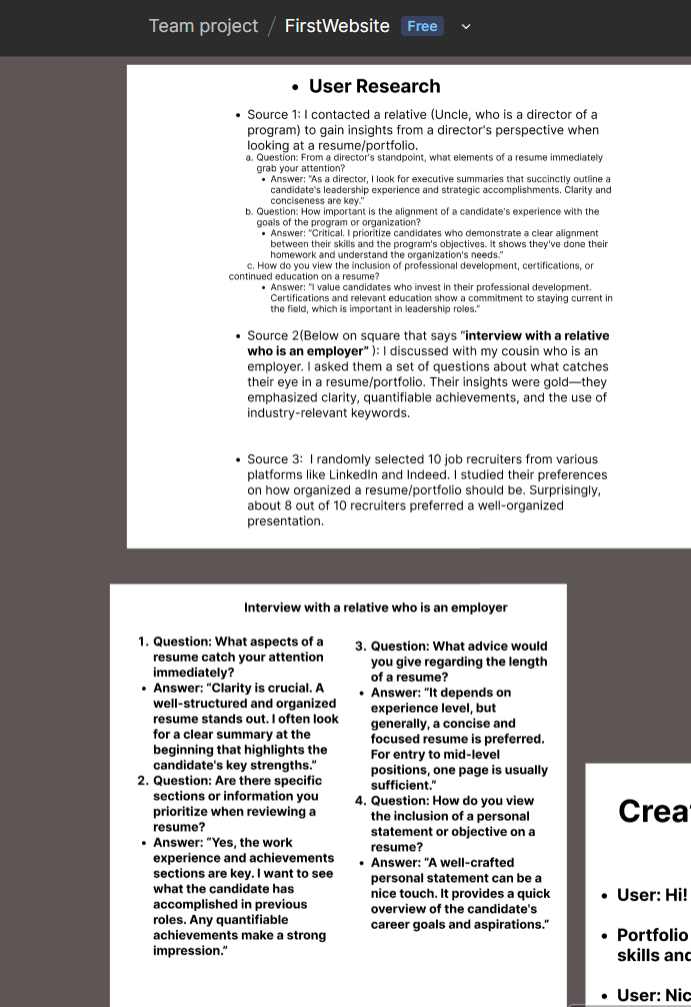 Team project / FirstWebsite Free
• User Research
• Source 1: I contacted a relative (Uncle, who is a director of a
program) to gain insights from a director's perspective when
looking at a resume/portfolio.
a. Question: From a director's standpoint, what elements of a resume immediately
grab your attention?
• Answer: "As a director, I look for executive summaries that succinctly outline a
candidate's leadership experience and strategic accomplishments. Clarity and
conciseness are key."
b. Question: How important is the alignment of a candidate's experience with the
goals of the program or organization?
• Answer: "Critical. I prioritize candidates who demonstrate a clear alignment
between their skills and the program's objectives. It shows they've done their
homework and understand the organization's needs."
c. How do you view the inclusion of professional development, certifications, or
continued education on a resume?
• Answer: "I value candidates who invest in their professional development.
Certifications and relevant education show a commitment to staying current in
the field, which is important in leadership roles."
• Source 2(Below on square that says "interview with a relative
who is an employer" ): I discussed with my cousin who is an
employer. I asked them a set of questions about what catches
their eye in a resume/portfolio. Their insights were gold—they
emphasized clarity, quantifiable achievements, and the use of
industry-relevant keywords.
• Source 3:  I randomly selected 10 job recruiters from various
platforms like LinkedIn and Indeed. I studied their preferences
on how organized a resume/portfolio should be. Surprisingly,
about 8 out of 10 recruiters preferred a well-organized
presentation.
Interview with a relative who is an employer
1. Question: What aspects of a
resume catch your attention
immediately?
• Answer: "Clarity is crucial. A
well-structured and organized
resume stands out. I often look
for a clear summary at the
beginning that highlights the
candidate's key strengths."
2. Question: Are there specific
sections or information you
prioritize when reviewing a
resume?
• Answer: "Yes, the work
experience and achievements
sections are key. I want to see
what the candidate has
accomplished in previous
roles. Any quantifiable
achievements make a strong
impression."
3. Question: What advice would
you give regarding the length
of a resume?
• Answer: "It depends on
experience level, but
generally, a concise and
focused resume is preferred.
For entry to mid-level
positions, one page is usually
sufficient."
4. Question: How do you view
the inclusion of a personal
statement or objective on a
resume?
• Answer: "A well-crafted
personal statement can be a
nice touch. It provides a quick
overview of the candidate's
career goals and aspirations."
• User: Hi!
• Portfolio
skills and
• User: